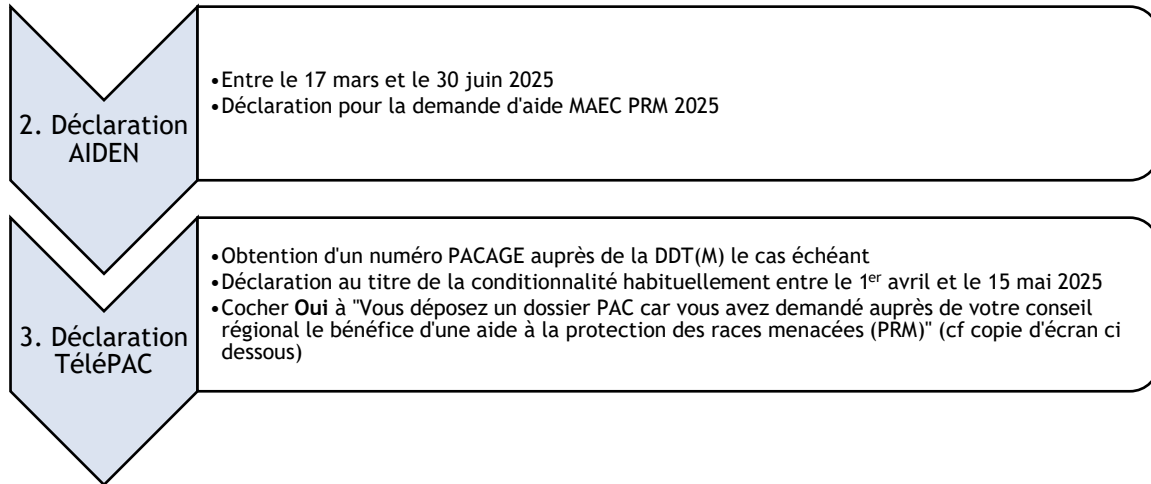 2. Déclaration
AIDEN
•Entre le 17 mars et le 30 juin 2025
•Déclaration pour la demande d'aide MAEC PRM 2025
3. Déclaration
TéléPAC
•Obtention d'un numéro PACAGE auprès de la DDT(M) le cas échéant
•Déclaration au titre de la conditionnalité habituellement entre le 1er avril et le 15 mai 2025
•Cocher Oui à "Vous déposez un dossier PAC car vous avez demandé auprès de votre conseil
régional le bénéfice d'une aide à la protection des races menacées (PRM)" (cf copie d'écran ci
dessous)